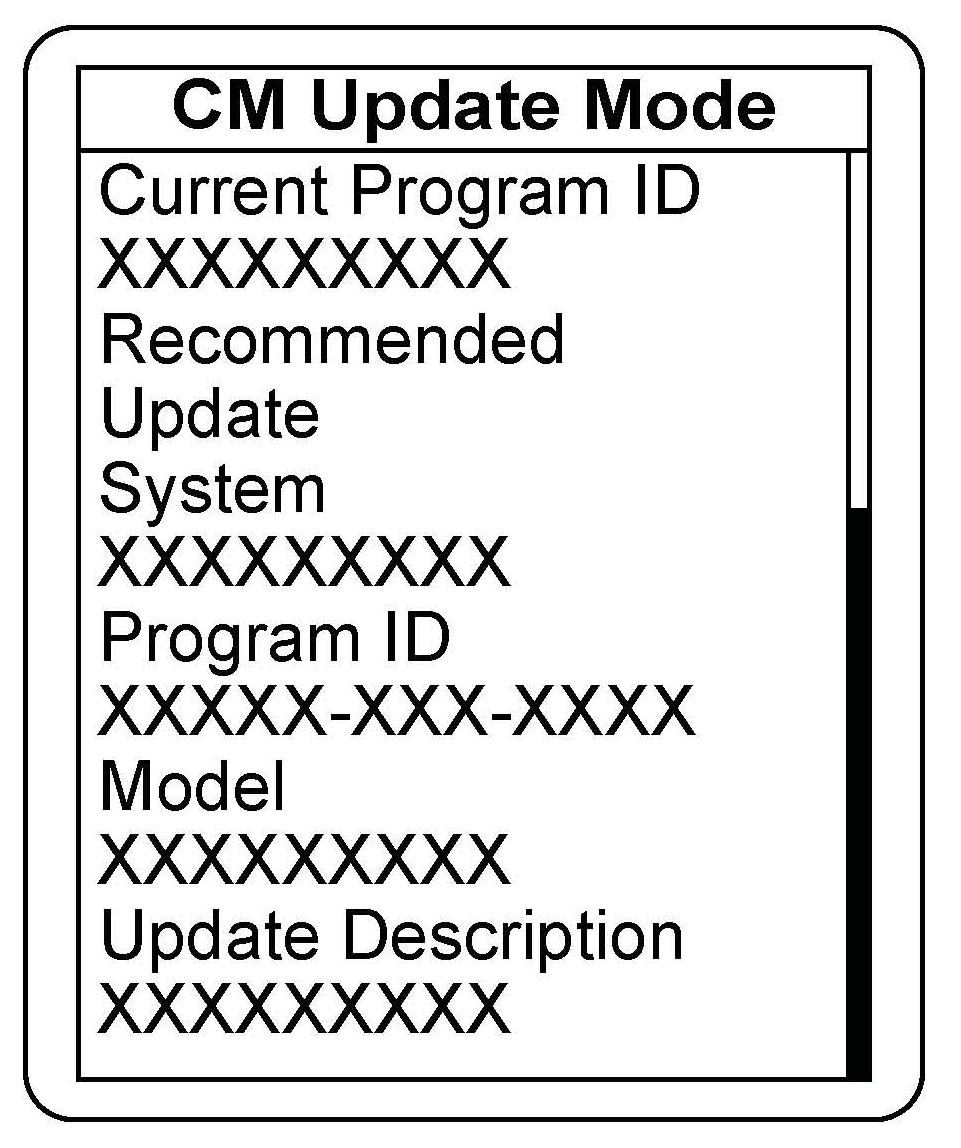 CM Update Mode
Current Program ID
XXXXXXXXX
Recommended
Update
System
XXXXXXXXX
Program ID
XXXXX-XXX-XXXX
Model
XXXXXXXXX
Update Description
XXXXXXXXX